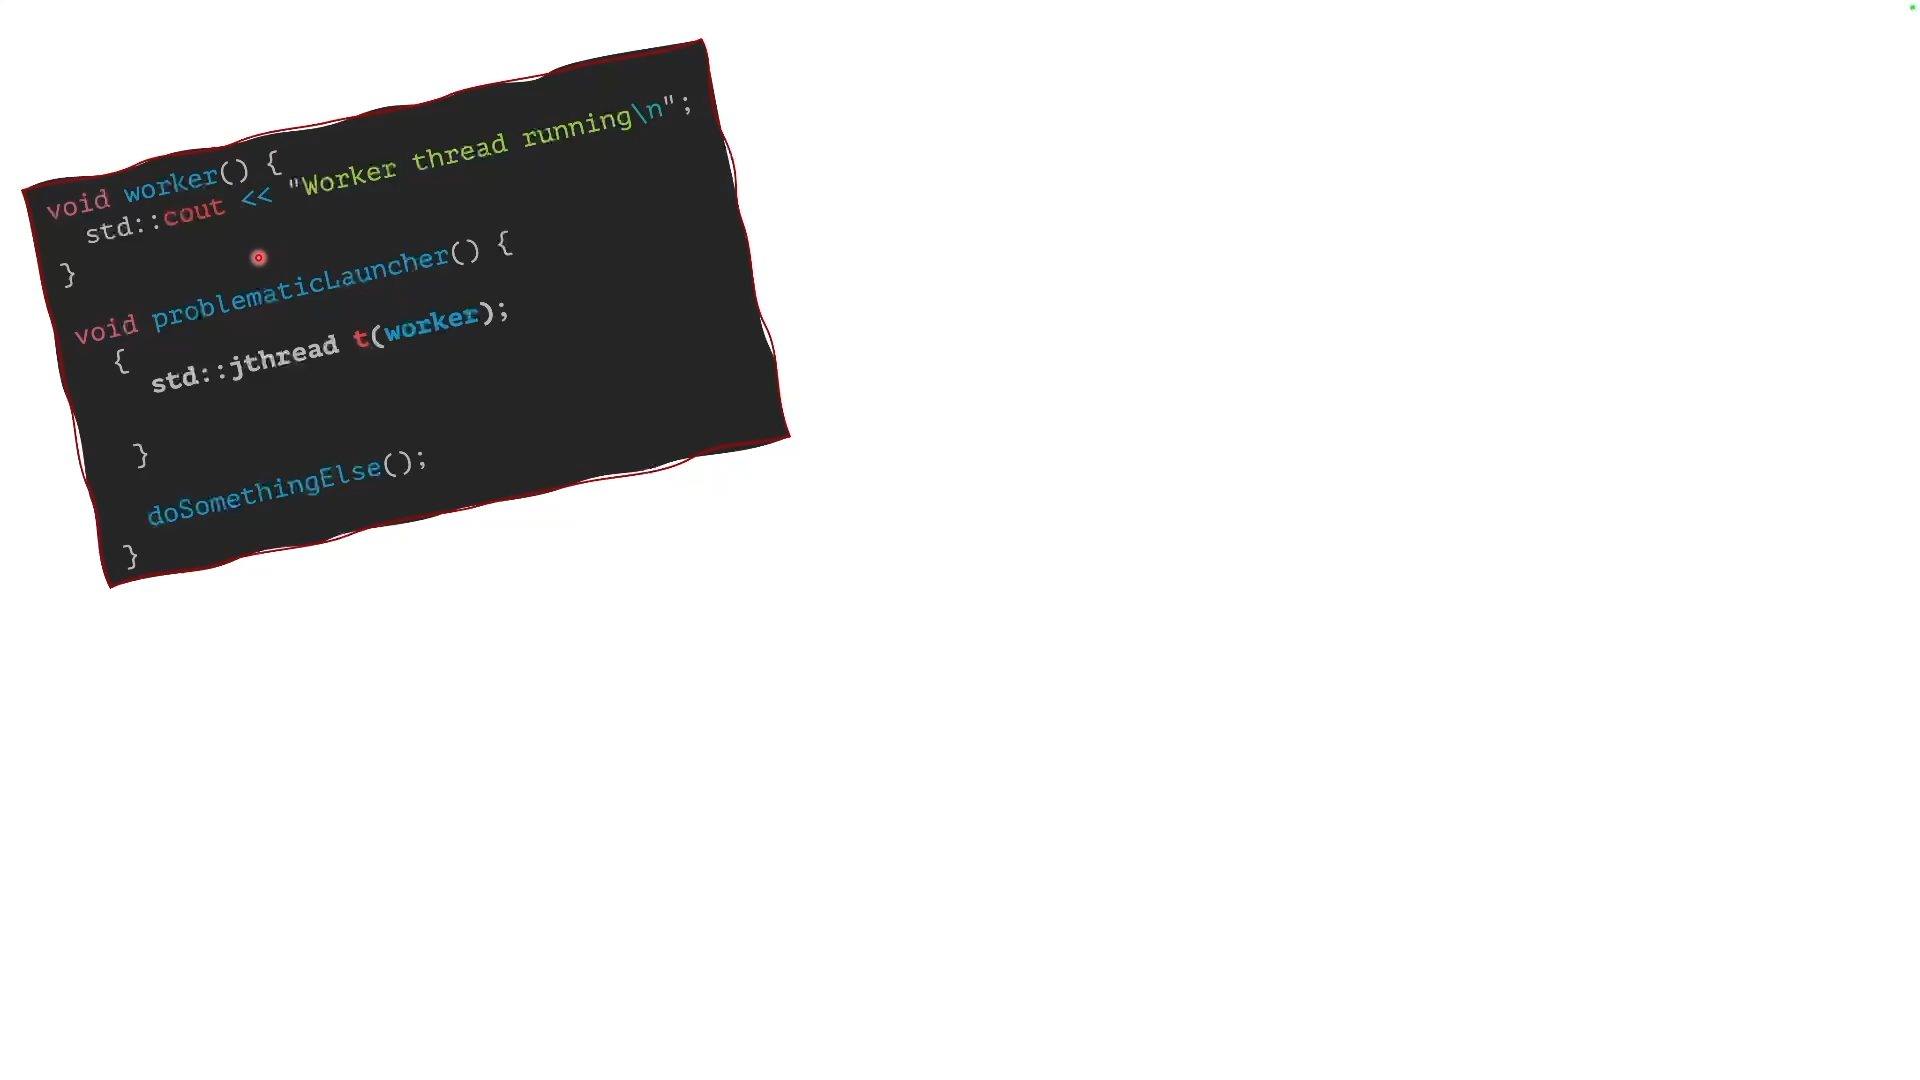 void worker() {
std::cout << "Worker thread running\n";
}
void problematicLauncher() {
{
std::jthread t(worker);
}
doSomethingElse();
}